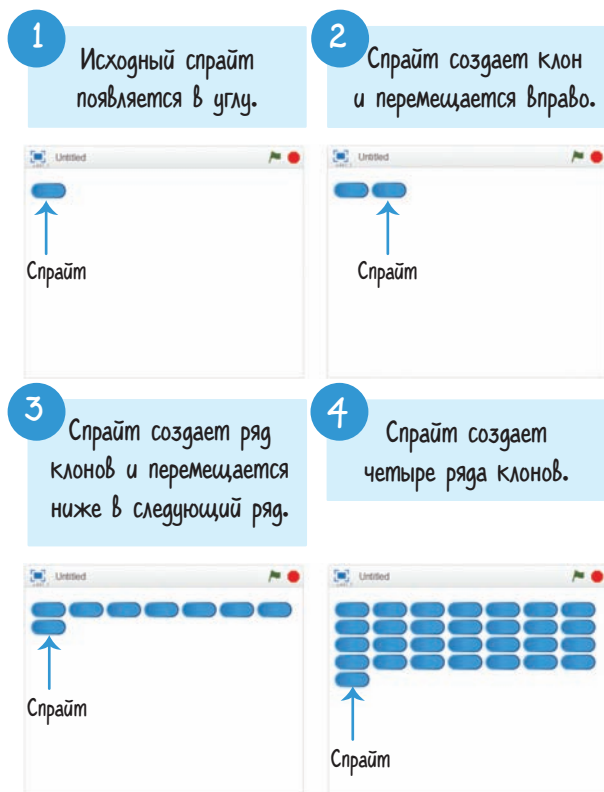 1
Исходный спрайт
появляется в углу.
Untitled
Спрайт
2
Спрайт создает клон
и перемещается вправо.
Untitled
Спрайт
3
Спрайт создает ряд
клонов и перемещается
ниже в следующий ряд.
Untitled
Спрайт
4
Спрайт создает
четыре ряда клонов.
Untitled
Спрайт